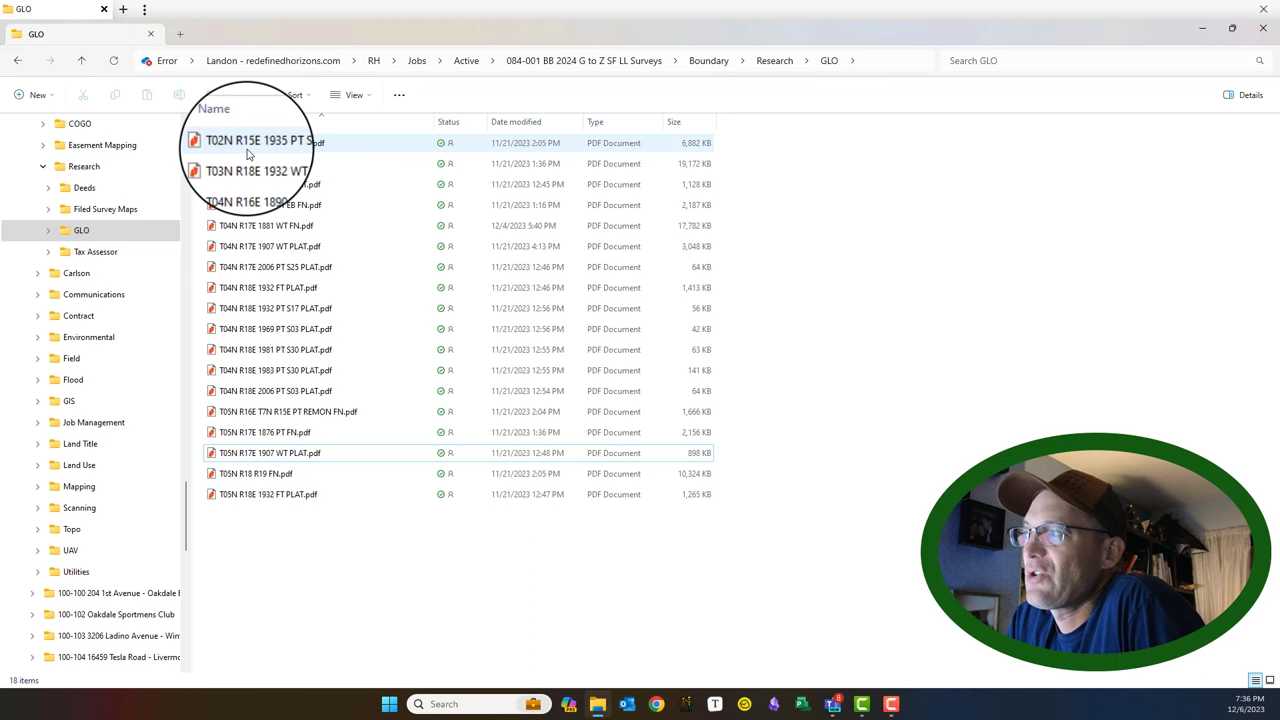 GLO
GLO
Error > Landon - redefinedhorizons.com > RH > Jobs > Active > 084-001 BB 2024 G to Z SF LL Surveys > Boundary > Research > GLO >
Search GLO
New
Sort
View
Details
COGO
Easement Mapping
Research
Deeds
Filed Survey Maps
GLO
Tax Assessor
Carlson
Communications
Contract
Environmental
Field
Flood
GIS
Job Management
Land Title
Land Use
Mapping
Scanning
Topo
UAV
Utilities
100-100 204 1st Avenue - Oakdale
100-102 Oakdale Sportmens Club
100-103 3206 Ladino Avenue - Win
100-104 16459 Tesla Road - Livermo
Name Status Date modified Type Size
T02N R15E 1935 PT S .pdf 11/21/2023 2:05 PM PDF Document 6,882 KB
T03N R18E 1932 WT 11/21/2023 1:36 PM PDF Document 19,172 KB
T04N R16E 1890 .pdf 11/21/2023 12:45 PM PDF Document 1,128 KB
EB FN.pdf 11/21/2023 1:16 PM PDF Document 2,187 KB
T04N R17E 1881 WT FN.pdf 12/4/2023 5:40 PM PDF Document 17,782 KB
T04N R17E 1907 WT PLAT.pdf 11/21/2023 4:13 PM PDF Document 3,048 KB
T04N R17E 2006 PT S25 PLAT.pdf 11/21/2023 12:46 PM PDF Document 64 KB
T04N R18E 1932 FT PLAT.pdf 11/21/2023 12:46 PM PDF Document 1,413 KB
T04N R18E 1932 PT S17 PLAT.pdf 11/21/2023 12:56 PM PDF Document 56 KB
T04N R18E 1969 PT S03 PLAT.pdf 11/21/2023 12:56 PM PDF Document 42 KB
T04N R18E 1981 PT S30 PLAT.pdf 11/21/2023 12:55 PM PDF Document 63 KB
T04N R18E 1983 PT S30 PLAT.pdf 11/21/2023 12:55 PM PDF Document 141 KB
T04N R18E 2006 PT S03 PLAT.pdf 11/21/2023 12:54 PM PDF Document 64 KB
T05N R16E T7N R15E PT REMON FN.pdf 11/21/2023 2:04 PM PDF Document 1,666 KB
T05N R17E 1876 PT FN.pdf 11/21/2023 1:36 PM PDF Document 2,156 KB
T05N R17E 1907 WT PLAT.pdf 11/21/2023 12:48 PM PDF Document 898 KB
T05N R18 R19 FN.pdf 11/21/2023 2:05 PM PDF Document 10,324 KB
T05N R18E 1932 FT PLAT.pdf 11/21/2023 12:47 PM PDF Document 1,265 KB
18 items
Search
8
7:36 PM
12/6/2023